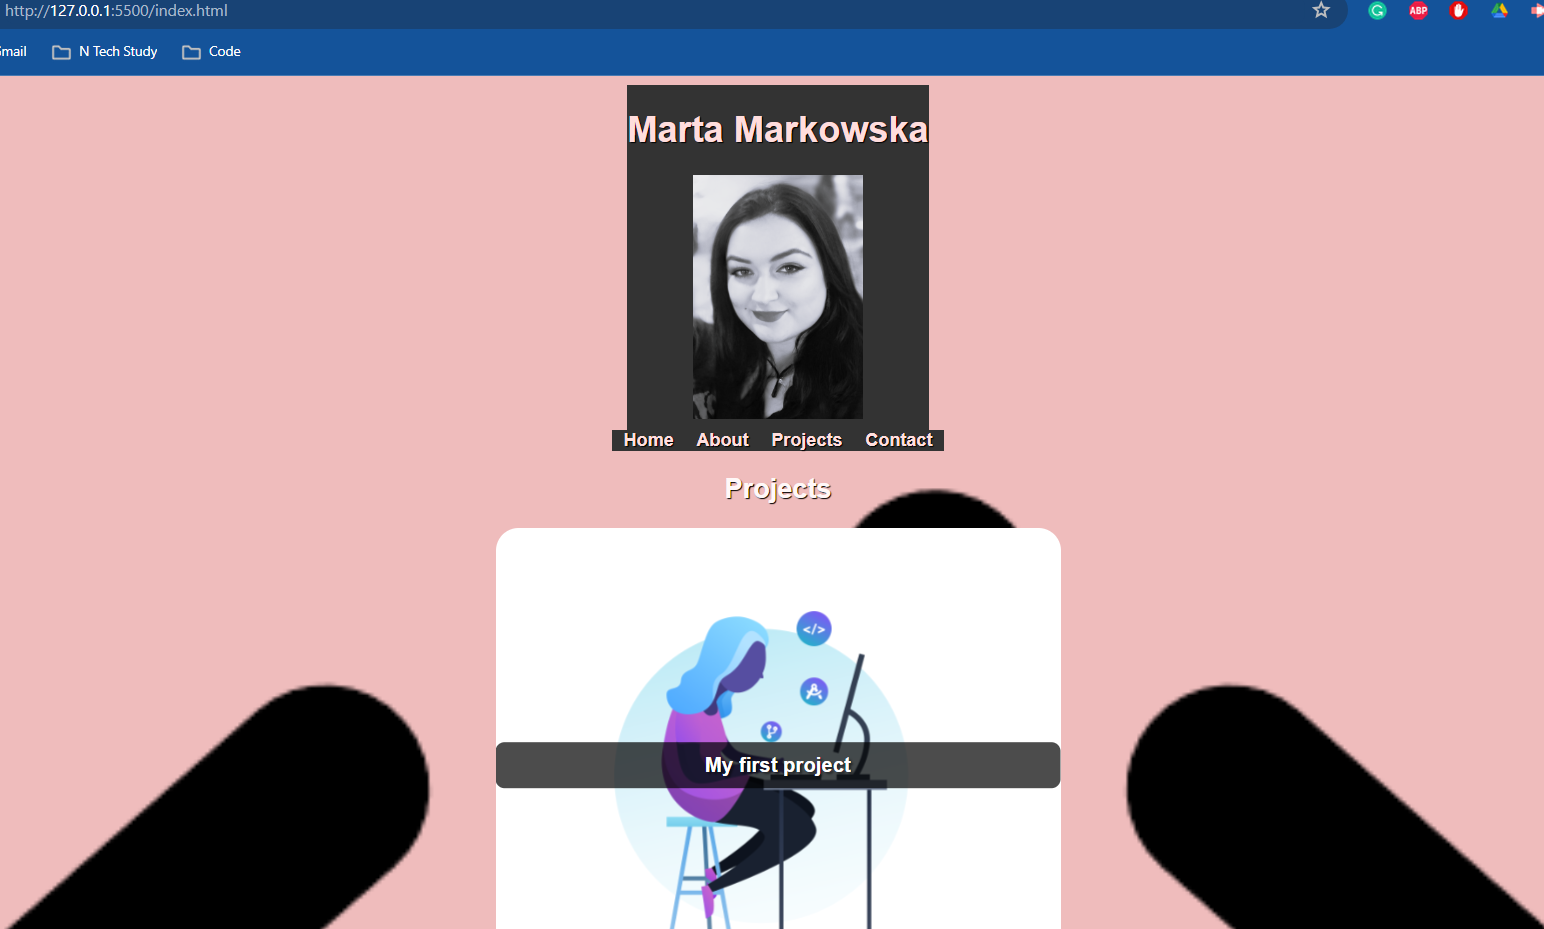 http://127.0.0.1:5500/index.html
ABP
Gmail N Tech Study Code
Marta Markowska
Home About Projects Contact
Projects
</>
My first project